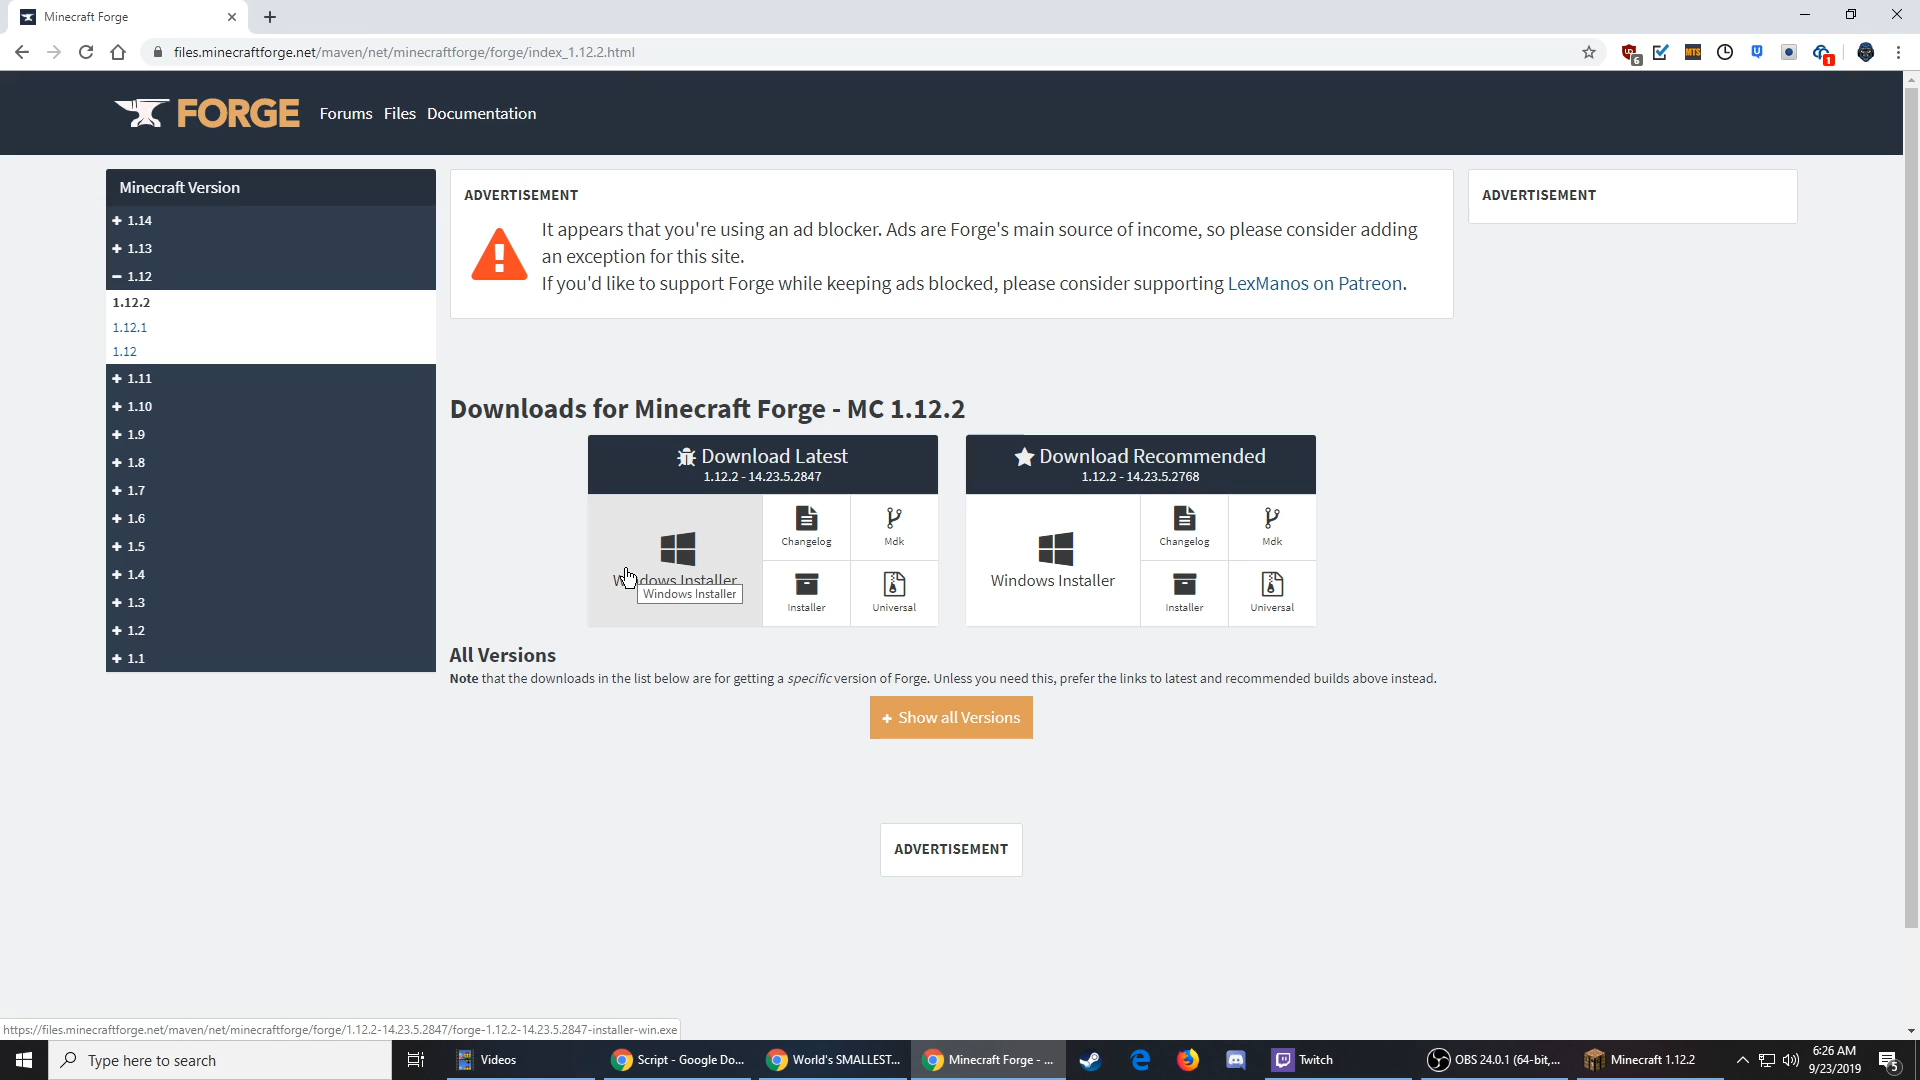 Minecraft Forge
files.minecraftforge.net/maven/net/minecraftforge/forge/index_1.12.2.html
6
MTS
1
FORGE
Forums Files Documentation
Minecraft Version
1.14
1.13
1.12
1.12.2
1.12.1
1.12
1.11
1.10
1.9
1.8
1.7
1.6
1.5
1.4
1.3
1.2
1.1
ADVERTISEMENT
It appears that you're using an ad blocker. Ads are Forge's main source of income, so please consider adding
an exception for this site.
If you'd like to support Forge while keeping ads blocked, please consider supporting LexManos on Patreon.
ADVERTISEMENT
Downloads for Minecraft Forge - MC 1.12.2
Download Latest
1.12.2 - 14.23.5.2847
Windows Installer
Windows Installer
Changelog
Mdk
Installer
Universal
Download Recommended
1.12.2 - 14.23.5.2768
Windows Installer
Changelog
Mdk
Installer
Universal
All Versions
Note that the downloads in the list below are for getting a specific version of Forge. Unless you need this, prefer the links to latest and recommended builds above instead.
+ Show all Versions
ADVERTISEMENT
https://files.minecraftforge.net/maven/net/minecraftforge/forge/1.12.2-14.23.5.2847/forge-1.12.2-14.23.5.2847-installer-win.exe
Type here to search
Videos
Script - Google Do...
World's SMALLEST...
Minecraft Forge - ...
Twitch
OBS 24.0.1 (64-bit,...
Minecraft 1.12.2
6:26 AM
9/23/2019
5